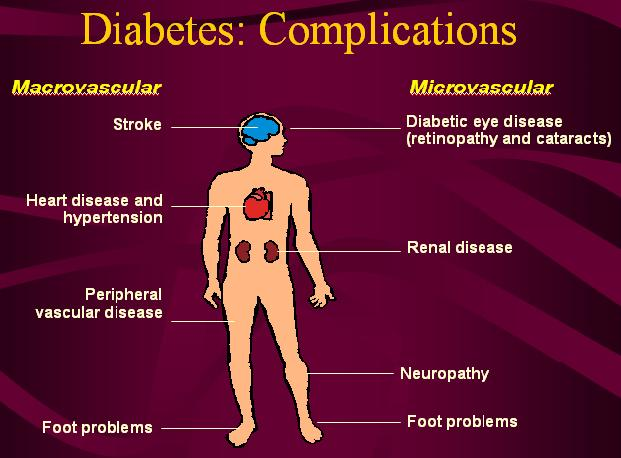 Diabetes: Complications
Macrovascular
Microvascular
Stroke
Diabetic eye disease
(retinopathy and cataracts)
Heart disease and
hypertension
Renal disease
Peripheral
vascular disease
Neuropathy
Foot problems
Foot problems